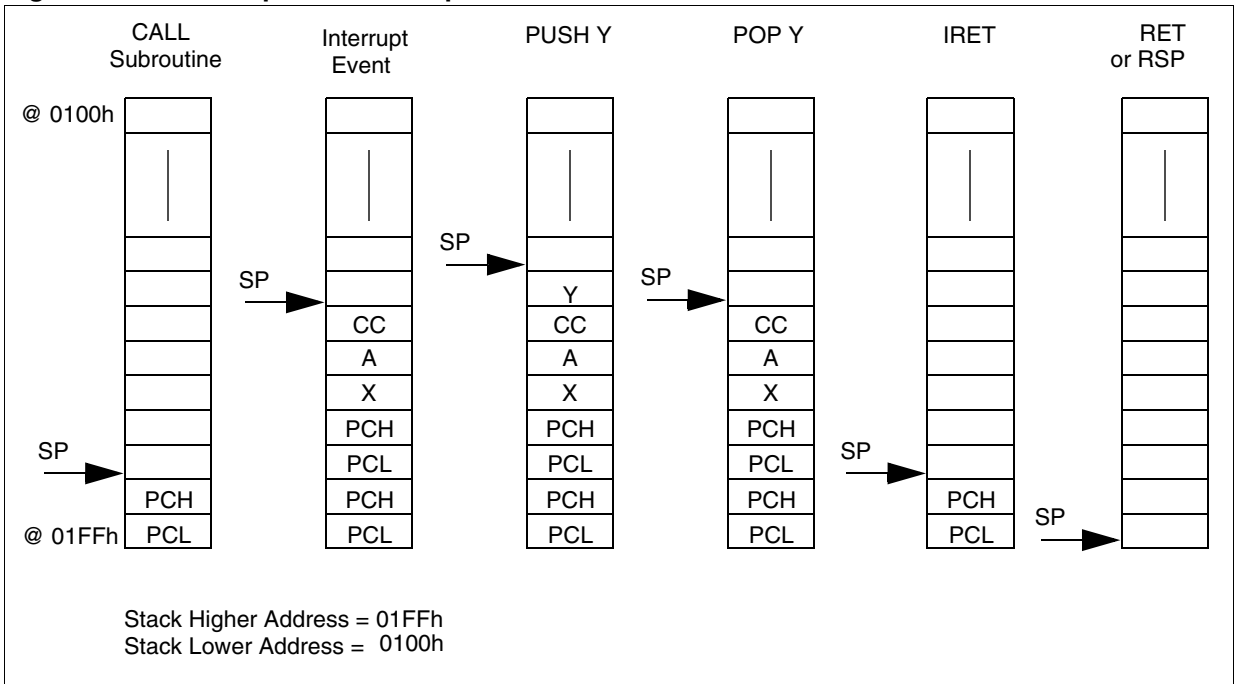 CALL Subroutine
Interrupt Event
PUSH Y
POP Y
IRET
RET or RSP
@ 0100h
SP
SP
SP
Y
CC CC CC
A A A
X X X
PCH PCH PCH
SP SP
PCL PCL PCL
PCH PCH PCH PCH PCH
SP
@ 01FFh PCL PCL PCL PCL PCL
Stack Higher Address = 01FFh
Stack Lower Address = 0100h